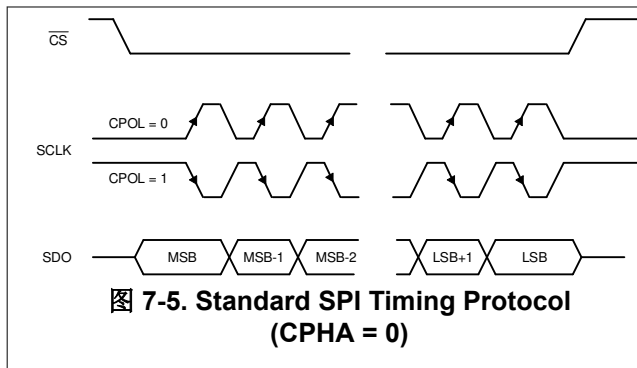 CS
CPOL = 0
SCLK
CPOL = 1
SDO MSB MSB-1 MSB-2 LSB+1 LSB
图 7-5. Standard SPI Timing Protocol
(CPHA = 0)